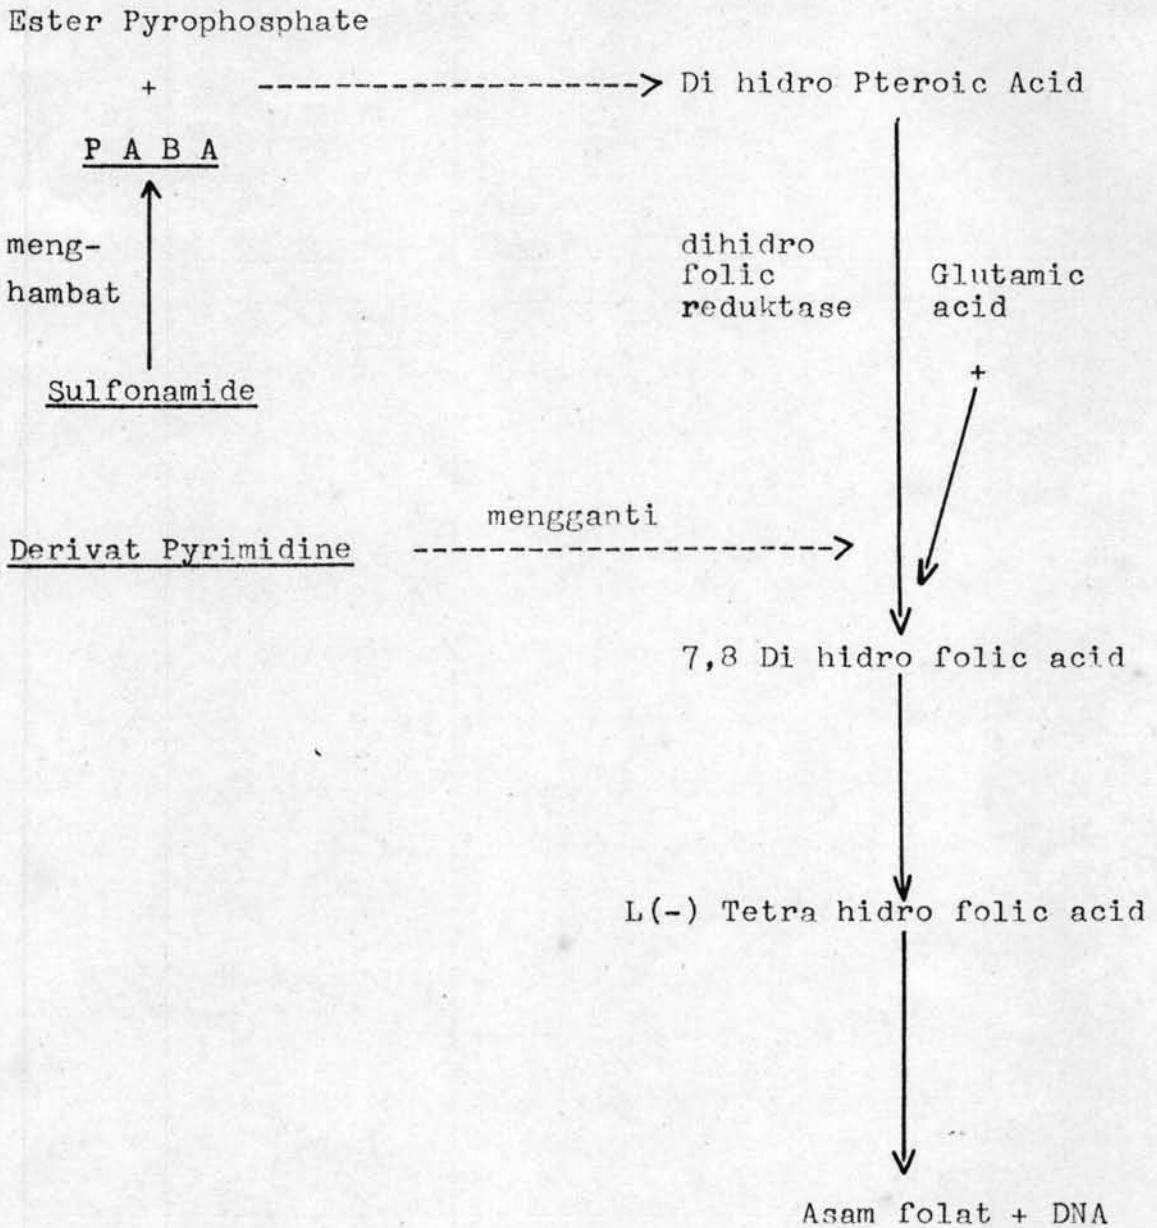 Ester Pyrophosphate
+
Di hidro Pteroic Acid
P A B A
meng-
hambat
Sulfonamide
dihidro
folic
reduktase
Glutamic
acid
+
mengganti
Derivat Pyrimidine
7,8 Di hidro folic acid
L(-) Tetra hidro folic acid
Asam folat + DNA